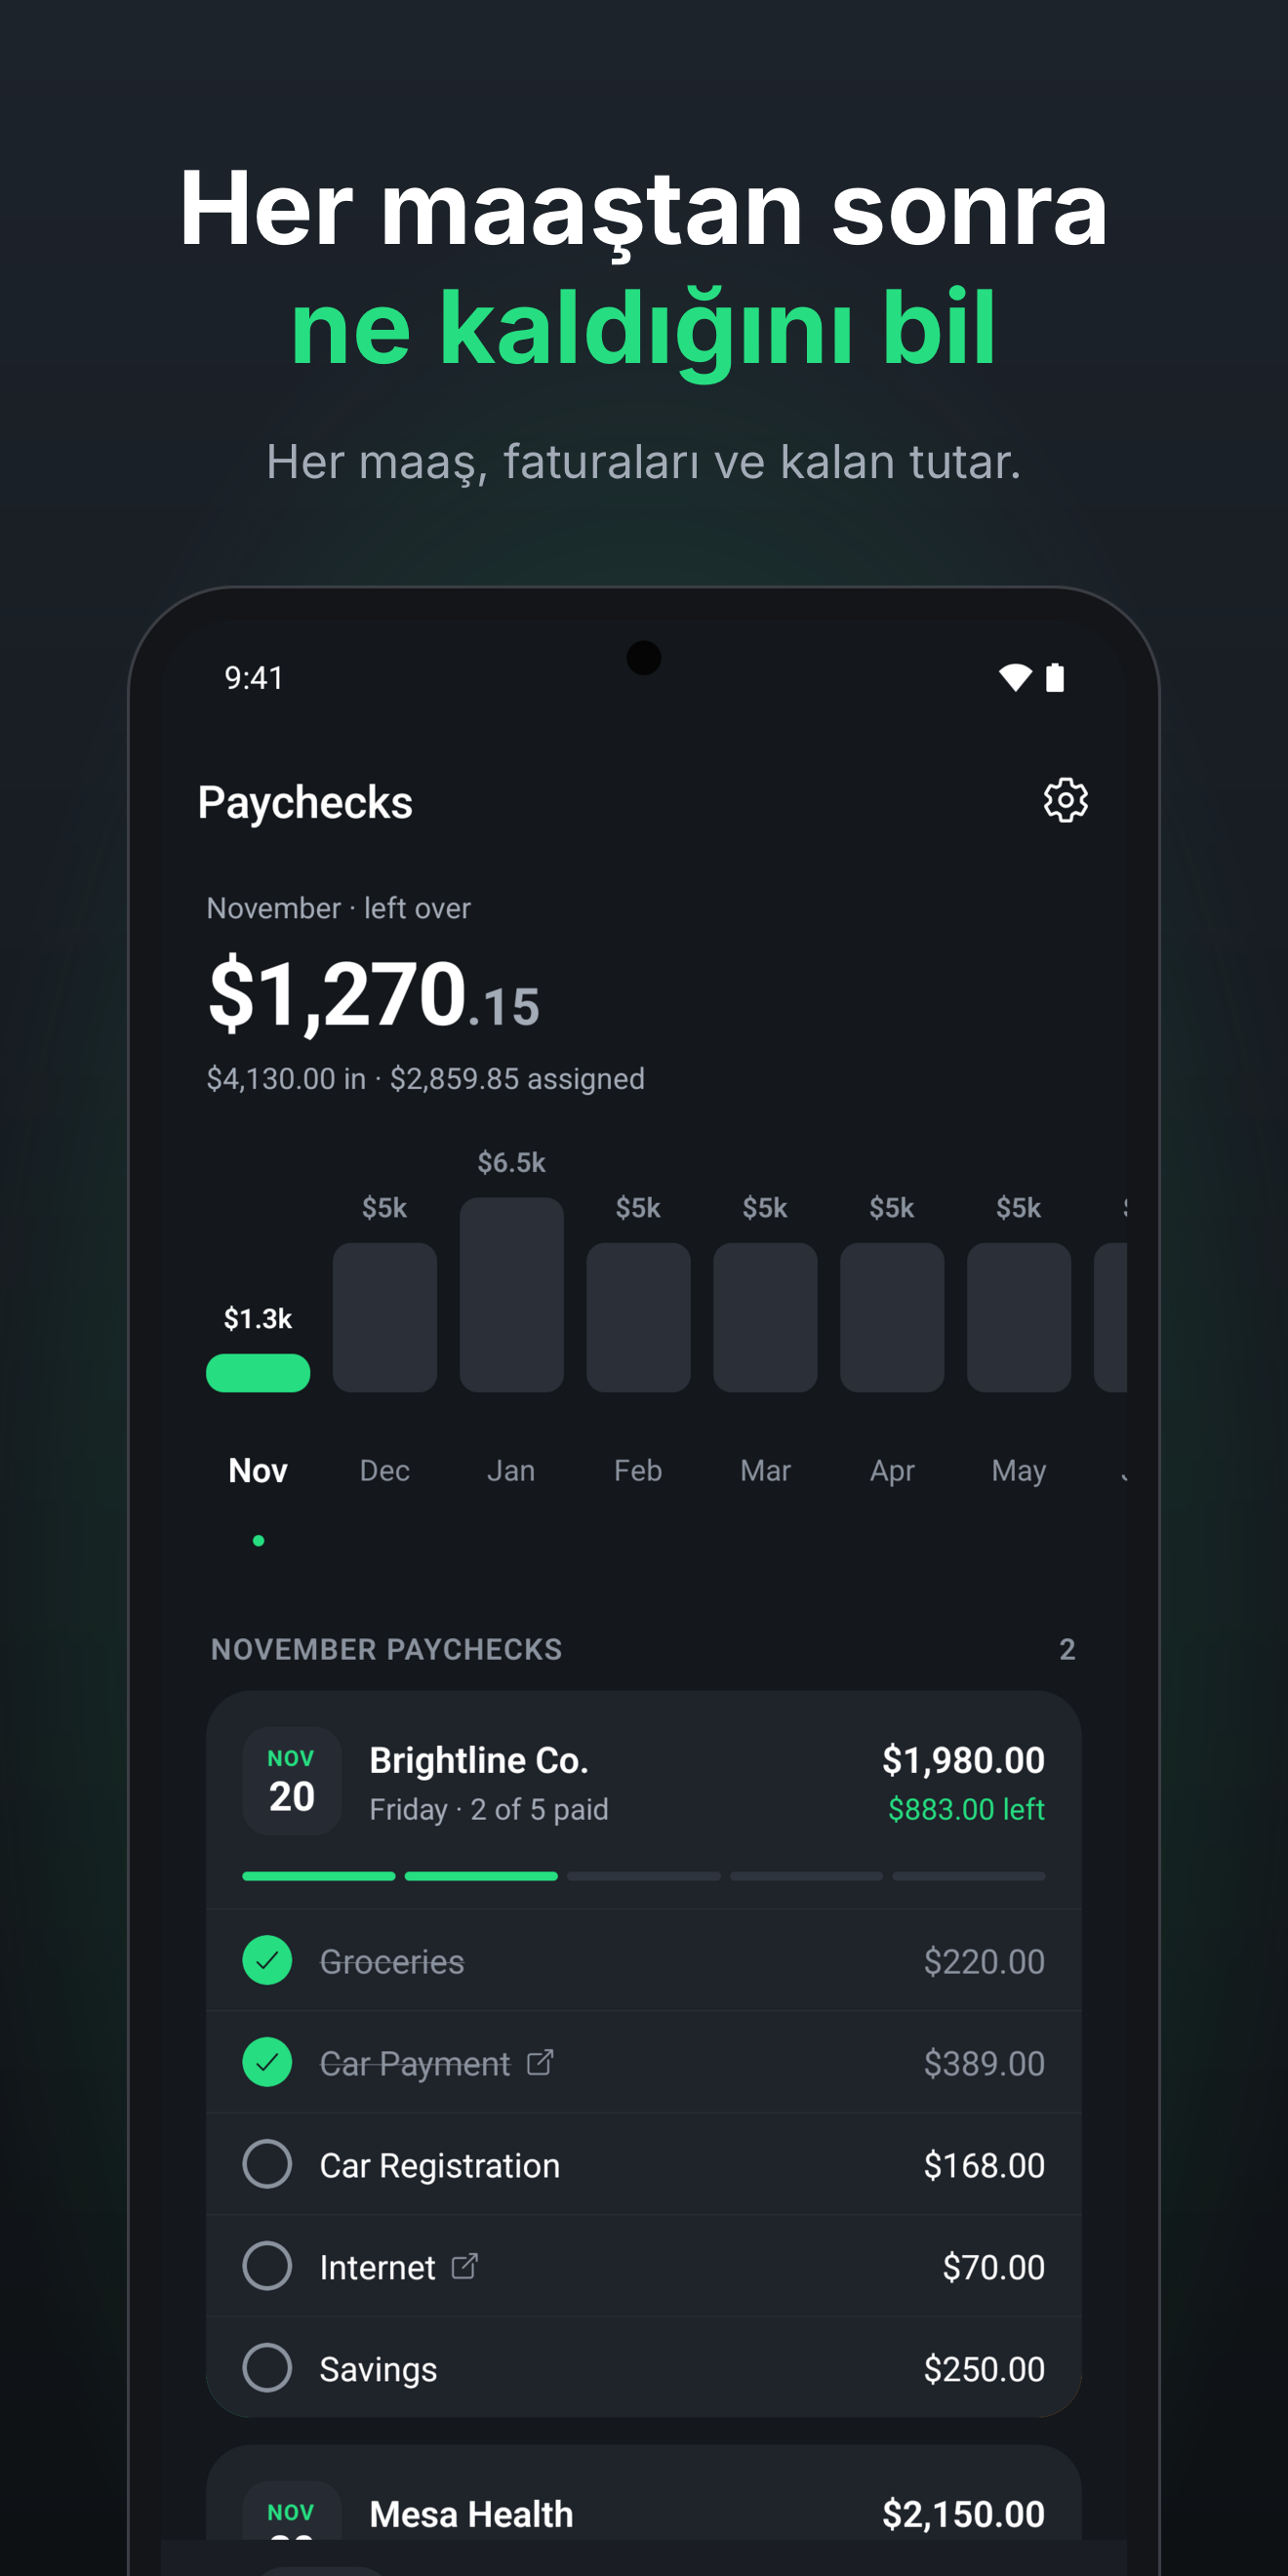 Her maaştan sonra
ne kaldığını bil
Her maaş, faturaları ve kalan tutar.
9:41
Paychecks
November · left over
$1,270.15
$4,130.00 in · $2,859.85 assigned
$1.3k $5k $6.5k $5k $5k $5k $5k
Nov Dec Jan Feb Mar Apr May
NOVEMBER PAYCHECKS 2
NOV
20
Brightline Co. $1,980.00
Friday · 2 of 5 paid $883.00 left
Groceries $220.00
Car Payment $389.00
Car Registration $168.00
Internet $70.00
Savings $250.00
NOV
Mesa Health $2,150.00